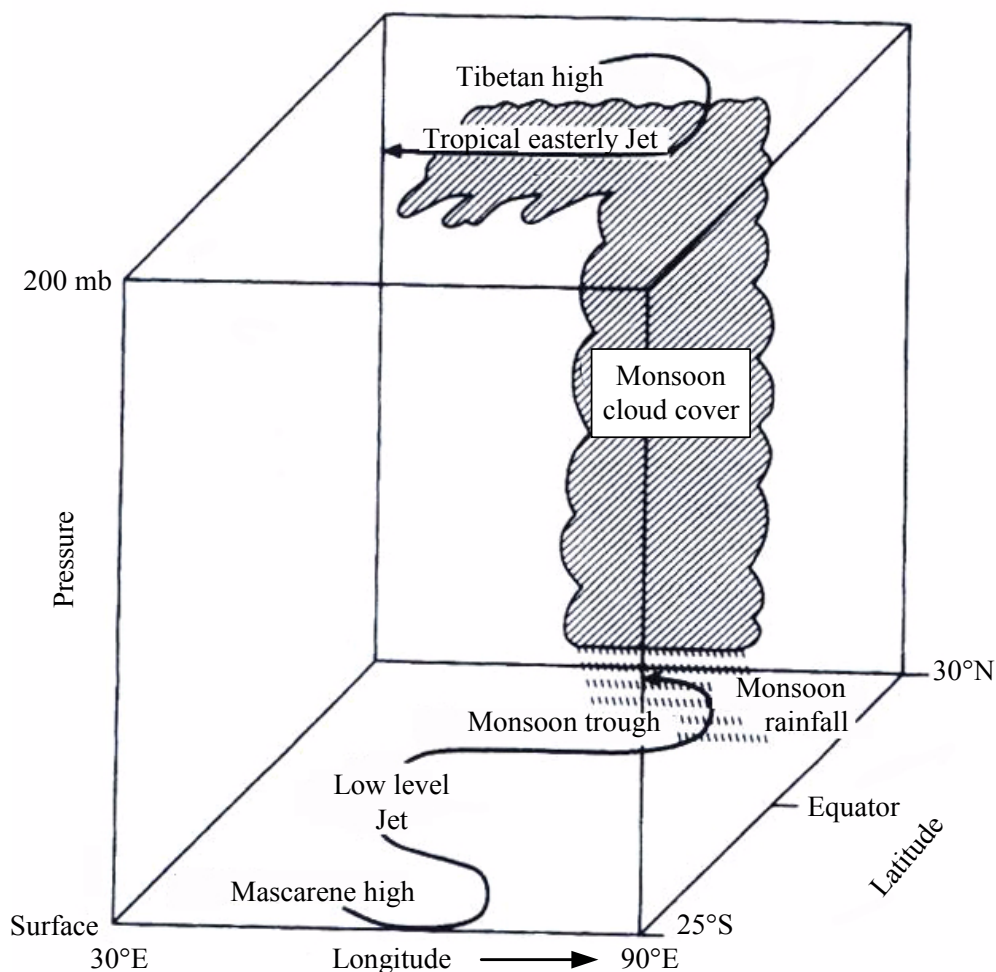 Tibetan high
Tropical easterly Jet
200 mb
Monsoon
cloud cover
Pressure
30°N
Monsoon
rainfall
Monsoon trough
Low level
Jet
Equator
Latitude
Mascarene high
Surface
25°S
30°E
Longitude
90°E